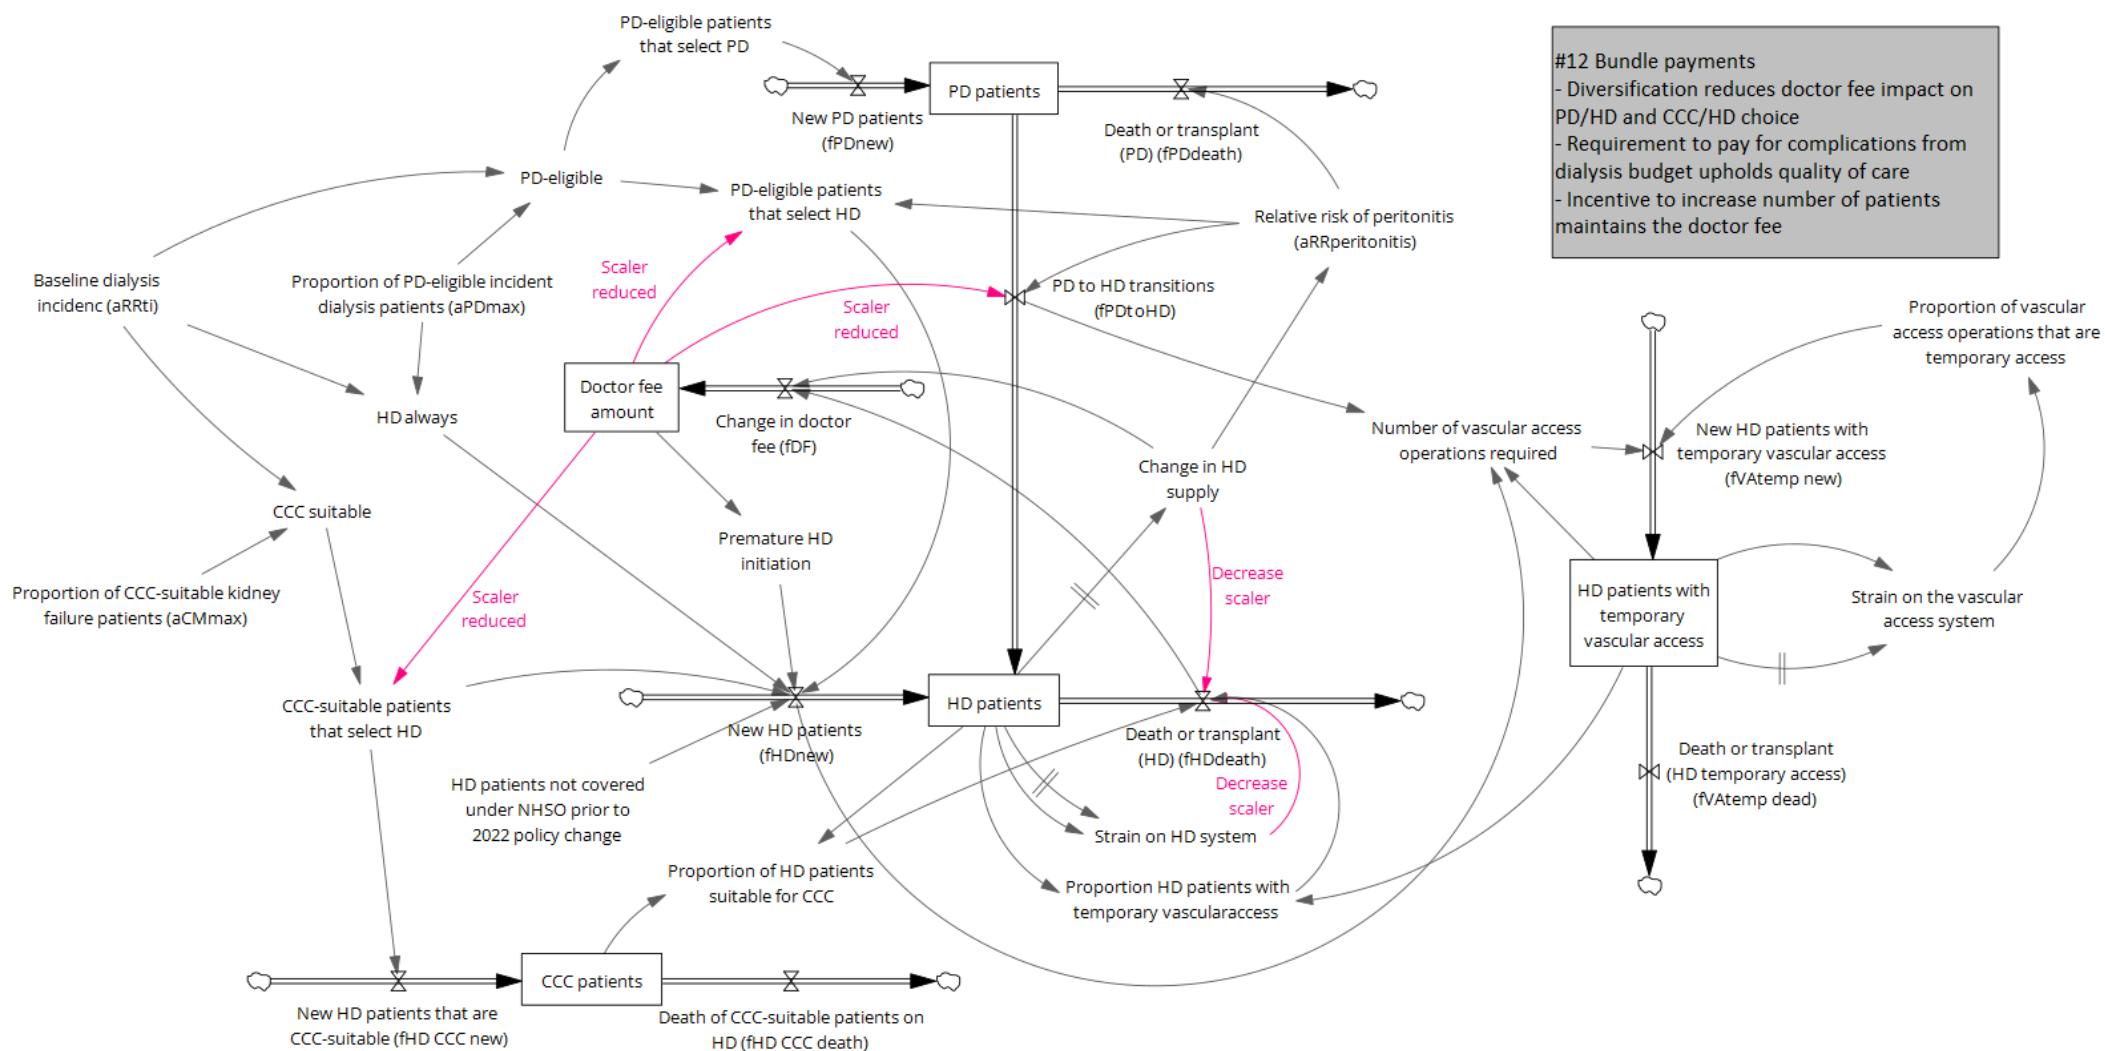 PD-eligible patients
that select PD
PD patients
New PD patients
(fPDnew)
Death or transplant
(PD) (fPDdeath)
#12 Bundle payments
- Diversification reduces doctor fee impact on
PD/HD and CCC/HD choice
- Requirement to pay for complications from
dialysis budget upholds quality of care
- Incentive to increase number of patients
maintains the doctor fee
PD-eligible
PD-eligible patients
that select HD
Relative risk of peritonitis
(aRRperitonitis)
Baseline dialysis
incidenc (aRRti)
Proportion of PD-eligible incident
dialysis patients (aPDmax)
Scaler
reduced
Scaler
reduced
PD to HD transitions
(fPDtoHD)
Proportion of vascular
access operations that are
temporary access
HD always
Doctor fee
amount
Change in doctor
fee (fDF)
Number of vascular access
operations required
New HD patients with
temporary vascular access
(fVAtemp new)
Change in HD
supply
CCC suitable
Premature HD
initiation
Proportion of CCC-suitable kidney
failure patients (aCMmax)
Scaler
reduced
Decrease
scaler
HD patients with
temporary
vascular access
Strain on the vascular
access system
CCC-suitable patients
that select HD
HD patients
New HD patients
(fHDnew)
Death or transplant
(HD) (fHDdeath)
Death or transplant
(HD temporary access)
(fVAtemp dead)
HD patients not covered
under NHSO prior to
2022 policy change
Decrease
scaler
Strain on HD system
Proportion of HD patients
suitable for CCC
Proportion HD patients with
temporary vascularaccess
CCC patients
New HD patients that are
CCC-suitable (fHD CCC new)
Death of CCC-suitable patients on
HD (fHD CCC death)